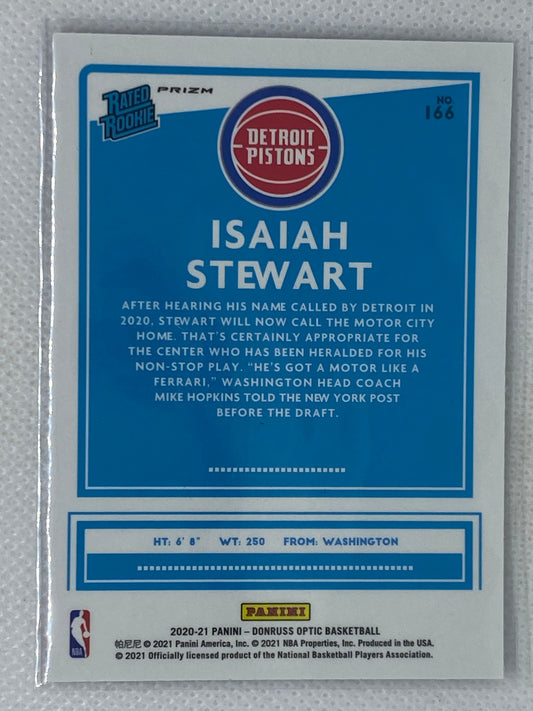 RATED
ROOKIE
PRIZM
NO.
166
DETROIT
PISTONS
ISAIAH
STEWART
AFTER HEARING HIS NAME CALLED BY DETROIT IN
2020, STEWART WILL NOW CALL THE MOTOR CITY
HOME. THAT'S CERTAINLY APPROPRIATE FOR
THE CENTER WHO HAS BEEN HERALDED FOR HIS
NON-STOP PLAY. "HE'S GOT A MOTOR LIKE A
FERRARI," WASHINGTON HEAD COACH
MIKE HOPKINS TOLD THE NEW YORK POST
BEFORE THE DRAFT.
HT: 6' 8" WT: 250 FROM: WASHINGTON
PANINI
2020-21 PANINI – DONRUSS OPTIC BASKETBALL
帕尼尼 © 2021 Panini America, Inc. © 2021 NBA Properties, Inc. Produced in the USA.
© 2021 Officially licensed product of the National Basketball Players Association.
NBA